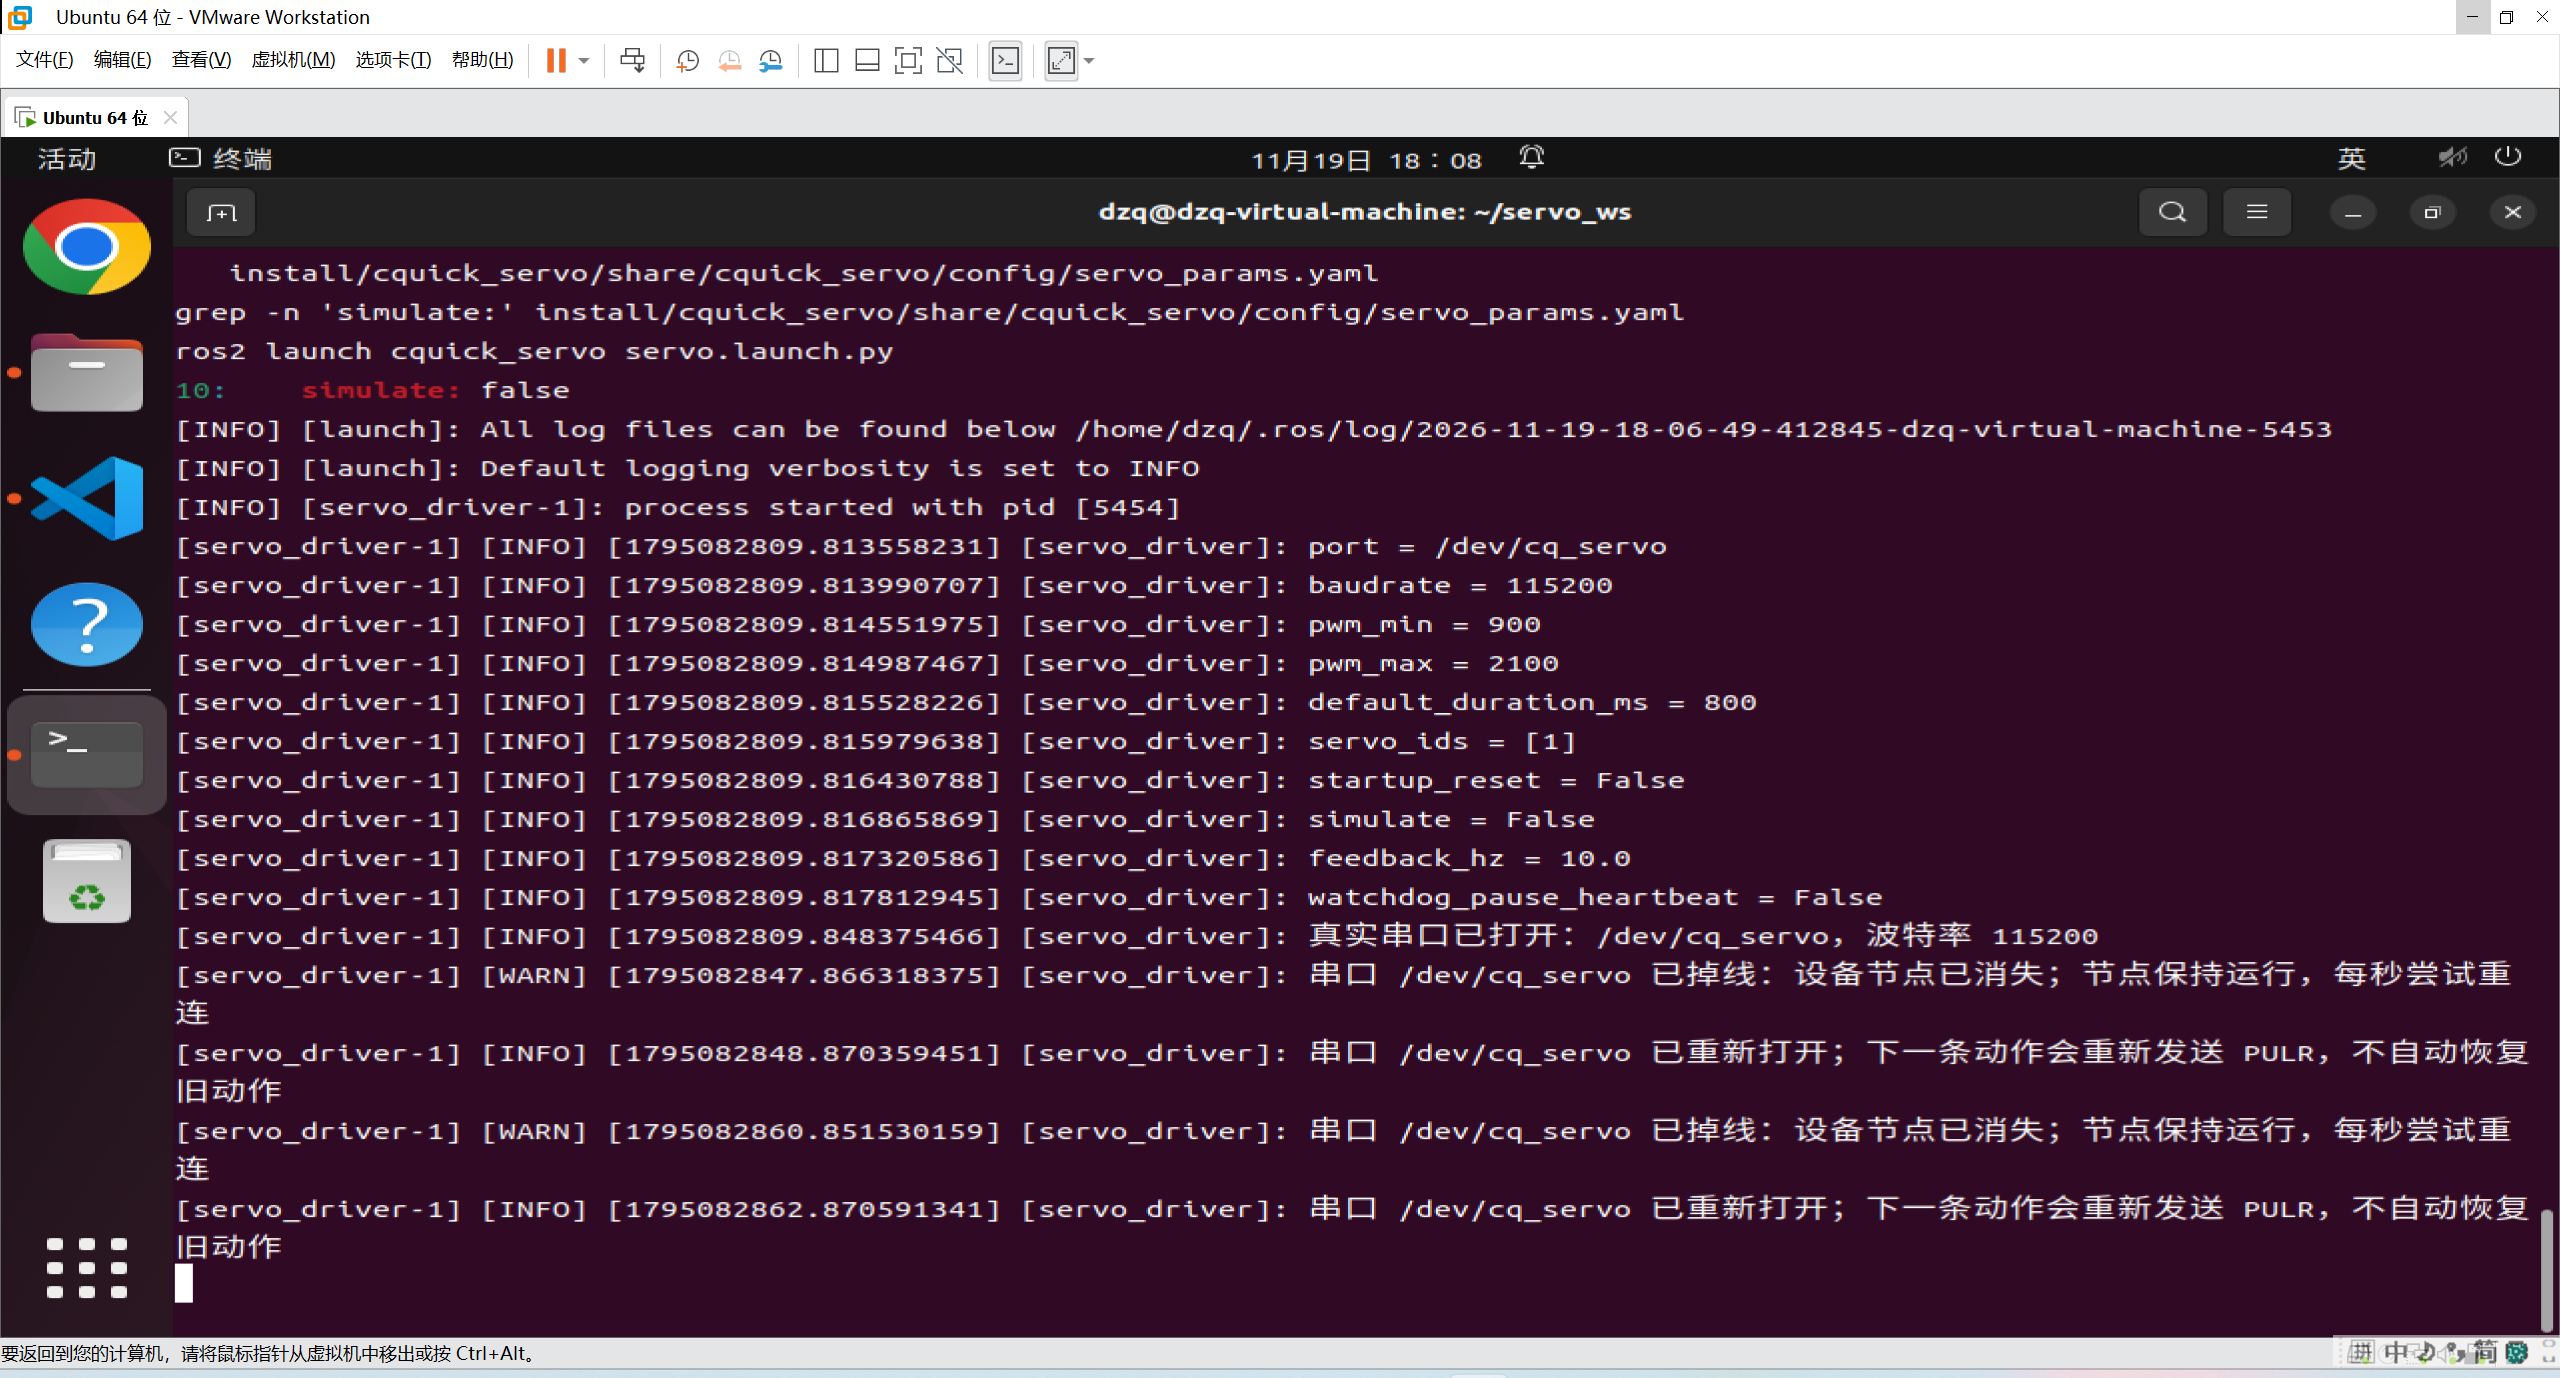 Ubuntu 64 位 - VMware Workstation
文件(F) 编辑(E) 查看(V) 虚拟机(M) 选项卡(T) 帮助(H)
Ubuntu 64 位
活动 终端 11月19日 18：08 英
dzq@dzq-virtual-machine: ~/servo_ws
install/cquick_servo/share/cquick_servo/config/servo_params.yaml
grep -n 'simulate:' install/cquick_servo/share/cquick_servo/config/servo_params.yaml
ros2 launch cquick_servo servo.launch.py
10: simulate: false
[INFO] [launch]: All log files can be found below /home/dzq/.ros/log/2026-11-19-18-06-49-412845-dzq-virtual-machine-5453
[INFO] [launch]: Default logging verbosity is set to INFO
[INFO] [servo_driver-1]: process started with pid [5454]
[servo_driver-1] [INFO] [1795082809.813558231] [servo_driver]: port = /dev/cq_servo
[servo_driver-1] [INFO] [1795082809.813990707] [servo_driver]: baudrate = 115200
[servo_driver-1] [INFO] [1795082809.814551975] [servo_driver]: pwm_min = 900
[servo_driver-1] [INFO] [1795082809.814987467] [servo_driver]: pwm_max = 2100
[servo_driver-1] [INFO] [1795082809.815528226] [servo_driver]: default_duration_ms = 800
[servo_driver-1] [INFO] [1795082809.815979638] [servo_driver]: servo_ids = [1]
[servo_driver-1] [INFO] [1795082809.816430788] [servo_driver]: startup_reset = False
[servo_driver-1] [INFO] [1795082809.816865869] [servo_driver]: simulate = False
[servo_driver-1] [INFO] [1795082809.817320586] [servo_driver]: feedback_hz = 10.0
[servo_driver-1] [INFO] [1795082809.817812945] [servo_driver]: watchdog_pause_heartbeat = False
[servo_driver-1] [INFO] [1795082809.848375466] [servo_driver]: 真实串口已打开：/dev/cq_servo，波特率 115200
[servo_driver-1] [WARN] [1795082847.866318375] [servo_driver]: 串口 /dev/cq_servo 已掉线：设备节点已消失；节点保持运行，每秒尝试重
连
[servo_driver-1] [INFO] [1795082848.870359451] [servo_driver]: 串口 /dev/cq_servo 已重新打开；下一条动作会重新发送 PULR，不自动恢复
旧动作
[servo_driver-1] [WARN] [1795082860.851530159] [servo_driver]: 串口 /dev/cq_servo 已掉线：设备节点已消失；节点保持运行，每秒尝试重
连
[servo_driver-1] [INFO] [1795082862.870591341] [servo_driver]: 串口 /dev/cq_servo 已重新打开；下一条动作会重新发送 PULR，不自动恢复
旧动作
要返回到您的计算机，请将鼠标指针从虚拟机中移出或按 Ctrl+Alt。
拼 中 简